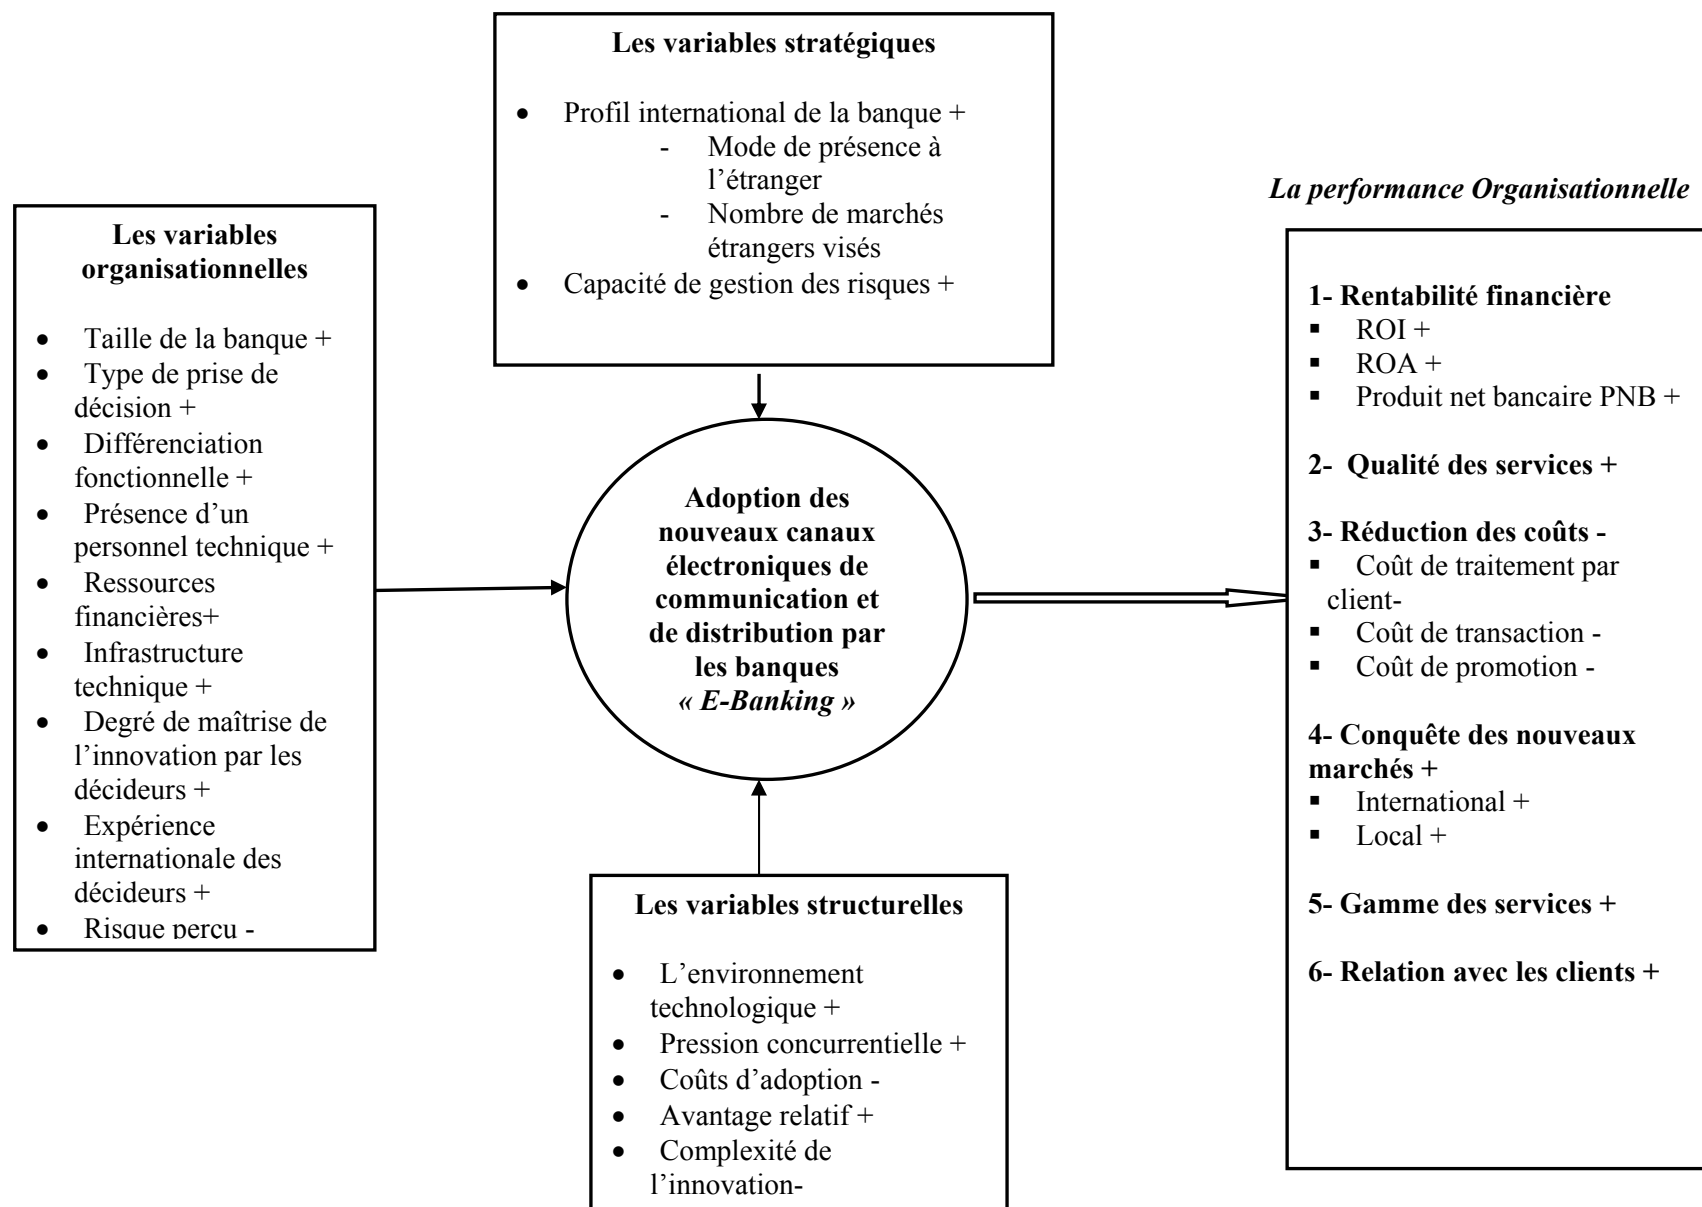 Les variables stratégiques
• Profil international de la banque +
- Mode de présence à
l’étranger
- Nombre de marchés
étrangers visés
• Capacité de gestion des risques +
Les variables
organisationnelles
• Taille de la banque +
• Type de prise de
décision +
• Différenciation
fonctionnelle +
• Présence d’un
personnel technique +
• Ressources
financières+
• Infrastructure
technique +
• Degré de maîtrise de
l’innovation par les
décideurs +
• Expérience
internationale des
décideurs +
• Risque perçu -
Adoption des
nouveaux canaux
électroniques de
communication et
de distribution par
les banques
« E-Banking »
Les variables structurelles
• L’environnement
technologique +
• Pression concurrentielle +
• Coûts d’adoption -
• Avantage relatif +
• Complexité de
l’innovation-
La performance Organisationnelle
1- Rentabilité financière
▪ ROI +
▪ ROA +
▪ Produit net bancaire PNB +
2- Qualité des services +
3- Réduction des coûts -
▪ Coût de traitement par
client-
▪ Coût de transaction -
▪ Coût de promotion -
4- Conquête des nouveaux
marchés +
▪ International +
▪ Local +
5- Gamme des services +
6- Relation avec les clients +